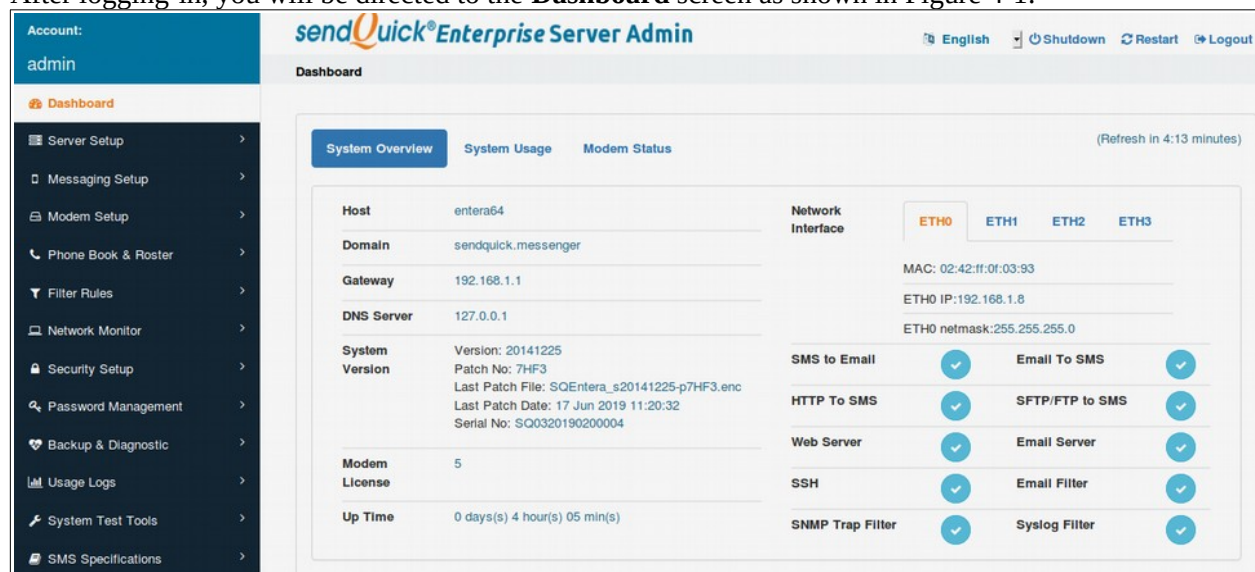 After logging-in, you will be directed to the Dashboard screen as shown in Figure 4-1.
Account:
admin
Dashboard
Server Setup
Messaging Setup
Modem Setup
Phone Book & Roster
Filter Rules
Network Monitor
Security Setup
Password Management
Backup & Diagnostic
Usage Logs
System Test Tools
SMS Specifications
sendQuick®Enterprise Server Admin
English
Shutdown
Restart
Logout
Dashboard
System Overview
System Usage
Modem Status
(Refresh in 4:13 minutes)
Host entera64
Domain sendquick.messenger
Gateway 192.168.1.1
DNS Server 127.0.0.1
System Version
Version: 20141225
Patch No: 7HF3
Last Patch File: SQEntera_s20141225-p7HF3.enc
Last Patch Date: 17 Jun 2019 11:20:32
Serial No: SQ0320190200004
Modem License 5
Up Time 0 days(s) 4 hour(s) 05 min(s)
Network Interface
ETH0 ETH1 ETH2 ETH3
MAC: 02:42:ff:0f:03:93
ETH0 IP:192.168.1.8
ETH0 netmask:255.255.255.0
SMS to Email
Email To SMS
HTTP To SMS
SFTP/FTP to SMS
Web Server
Email Server
SSH
Email Filter
SNMP Trap Filter
Syslog Filter